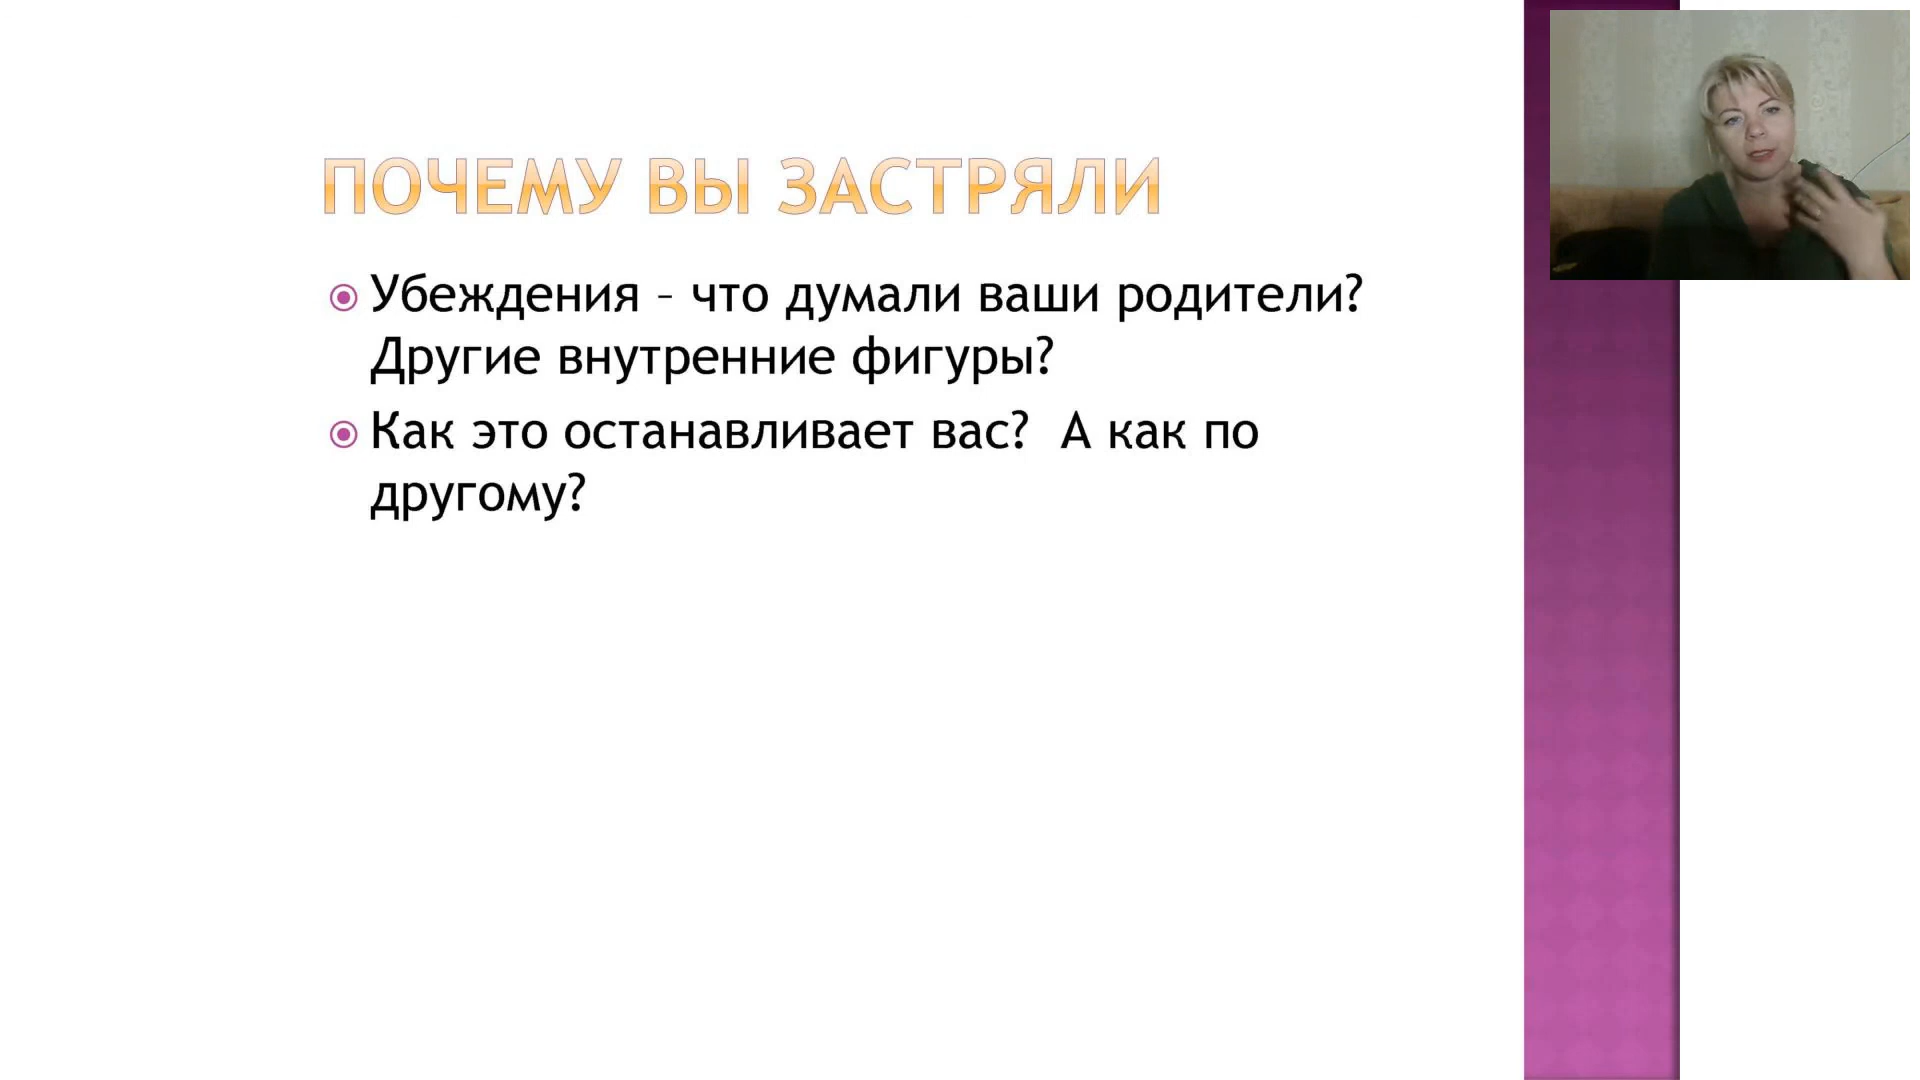 ПОЧЕМУ ВЫ ЗАСТРЯЛИ
Убеждения – что думали ваши родители?
Другие внутренние фигуры?
Как это останавливает вас?  А как по
другому?